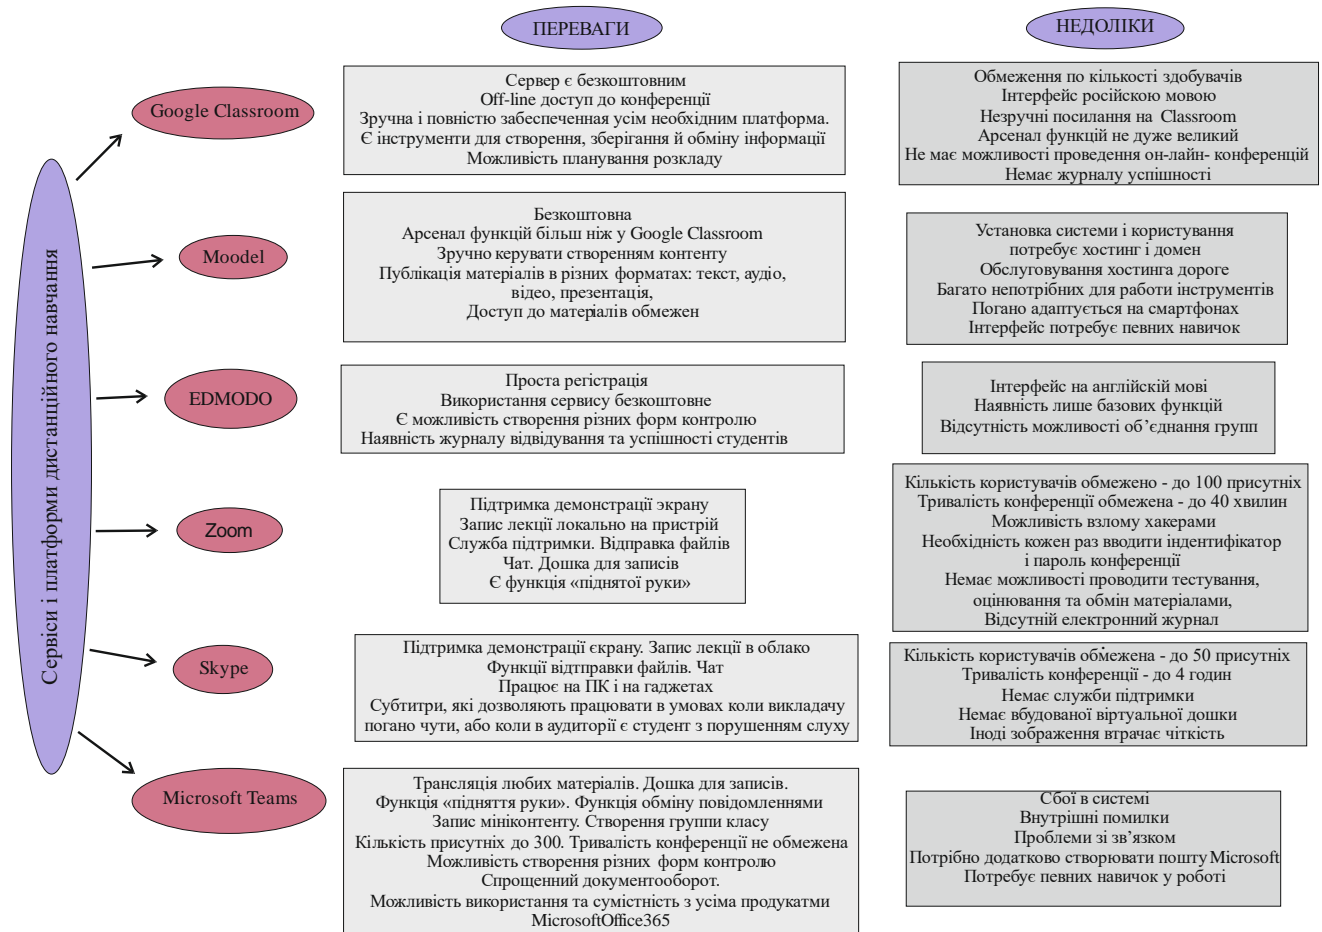 ПЕРЕВАГИ
НЕДОЛІКИ
Сервіси і платформи дистанційного навчання
Google Classroom
Сервер є безкоштовним
Off-line доступ до конференції
Зручна і повністю забеспеченная усім необхідним платформа.
Є інструменти для створення, зберігання й обміну інформації
Можливість планування розкладу
Обмеження по кількості здобувачів
Інтерфейс російскою мовою
Незручні посилання на Classroom
Арсенал функцій не дуже великий
Не має можливості проведення он-лайн- конференцій
Немає журналу успішності
Moodel
Безкоштовна
Арсенал функцій більш ніж у Google Classroom
Зручно керувати створенням контенту
Публікація матеріалів в різних форматах: текст, аудіо,
відео, презентація,
Доступ до матеріалів обмежен
Установка системи і користування
потребує хостинг і домен
Обслуговування хостинга дороге
Багато непотрібних для работи інструментів
Погано адаптується на смартфонах
Інтерфейс потребує певних навичок
EDMODO
Проста регістрація
Використання сервису безкоштовне
Є можливість створення різних форм контролю
Наявність журналу відвідування та успішності студентів
Інтерфейс на англійскій мові
Наявність лише базових функцій
Відсутність можливості об’єднання групп
Zoom
Підтримка демонстрації экрану
Запис лекції локально на пристрій
Служба підтримки. Відправка файлів
Чат. Дошка для записів
Є функція «піднятої руки»
Кількість користувачів обмежено - до 100 присутніх
Тривалість конференції обмежена - до 40 хвилин
Можливість взлому хакерами
Необхідність кожен раз вводити індентифікатор
і пароль конференції
Немає можливості проводити тестування,
оцінювання та обмін матеріалами,
Відсутній електронний журнал
Skype
Підтримка демонстрації єкрану. Запис лекції в облако
Функції відтправки файлів. Чат
Працює на ПК і на гаджетах
Субтитри, які дозволяють працювати в умовах коли викладачу
погано чути, або коли в аудиторії є студент з порушенням слуху
Кількість користувачів обмежена - до 50 присутніх
Тривалість конференції - до 4 годин
Немає служби підтримки
Немає вбудованої віртуальної дошки
Іноді зображення втрачає чіткість
Microsoft Teams
Трансляція любих матеріалів. Дошка для записів.
Функція «підняття руки». Функція обміну повідомленнями
Запис мініконтенту. Створення группи класу
Кількість присутніх до 300. Тривалість конференції не обмежена
Можливість створення різних форм контролю
Спрощенний документооборот.
Можливість використання та сумістність з усіма продукатми
MicrosoftOffice365
Сбої в системі
Внутрішні помилки
Проблеми зі зв’язком
Потрібно додатково створювати пошту Microsoft
Потребує певних навичок у роботі